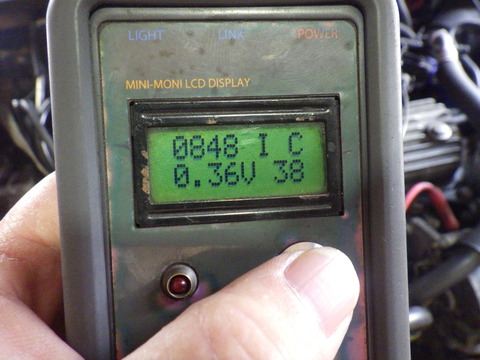 LIGHT LINK POWER
MINI-MONI LCD DISPLAY
0848 I C
0.36V 38